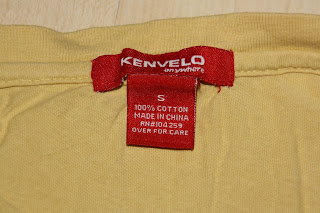 KENVELO
anywhere
S
100% COTTON
MADE IN CHINA
RN#104259
OVER FOR CARE